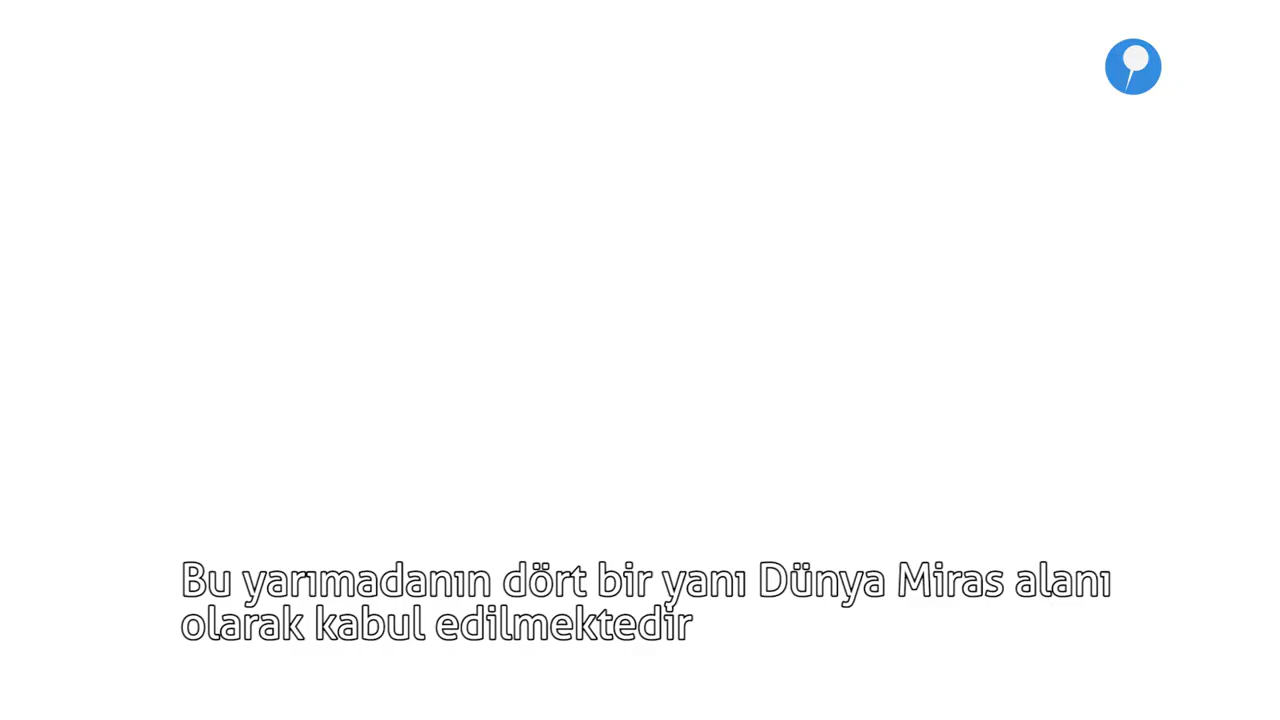 Bu yarımadanın dört bir yanı Dünya Miras alanı
olarak kabul edilmektedir